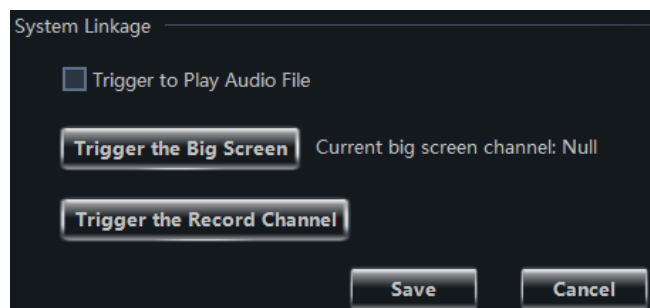 System Linkage
Trigger to Play Audio File
Trigger the Big Screen Current big screen channel: Null
Trigger the Record Channel
Save Cancel